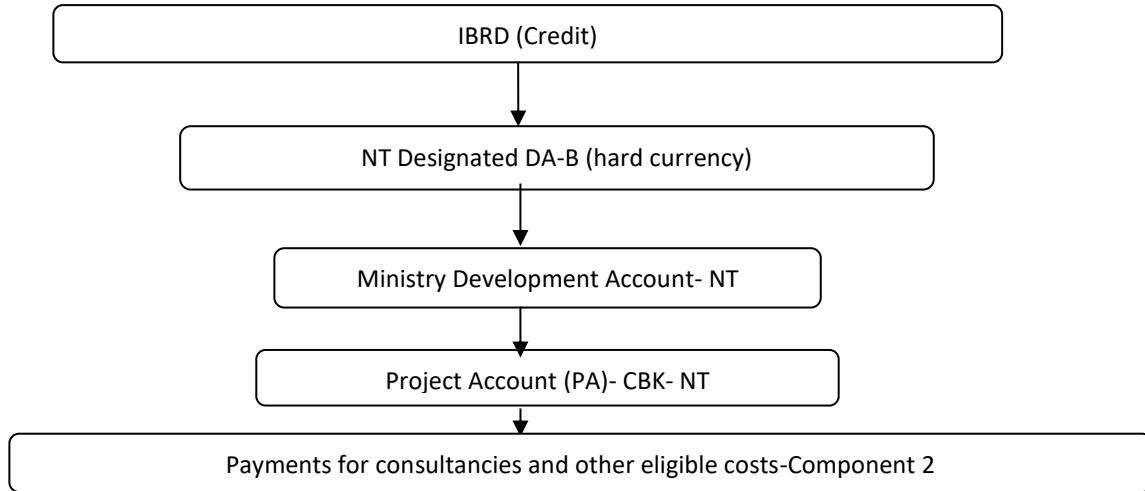 IBRD (Credit)
NT Designated DA-B (hard currency)
Ministry Development Account- NT
Project Account (PA)- CBK- NT
Payments for consultancies and other eligible costs-Component 2